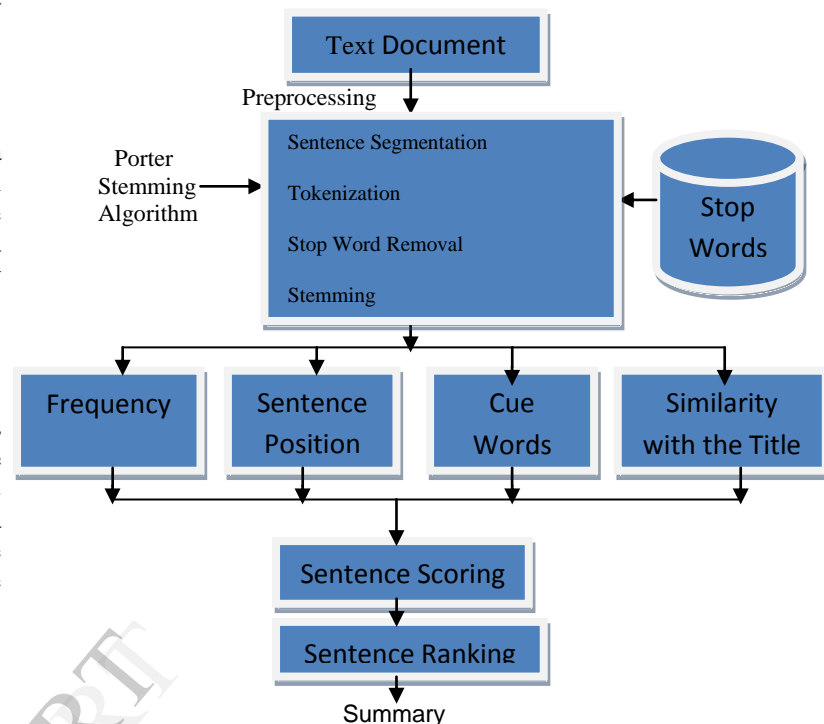 Text Document
Preprocessing
Sentence Segmentation
Tokenization
Stop Word Removal
Stemming
Porter
Stemming
Algorithm
Stop
Words
Frequency
Sentence
Position
Cue
Words
Similarity
with the Title
Sentence Scoring
Sentence Ranking
Summary
RT